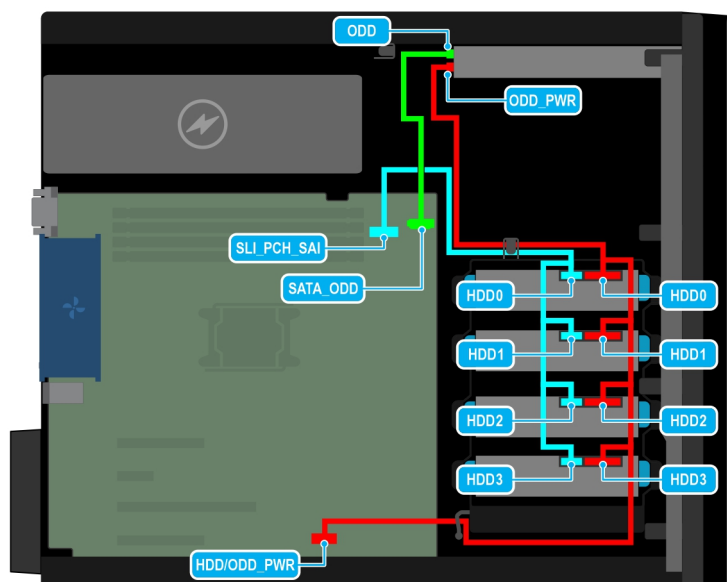 ODD
ODD_PWR
SLI_PCH_SAI
SATA_ODD
HDD0
HDD0
HDD1
HDD1
HDD2
HDD2
HDD3
HDD3
HDD/ODD_PWR